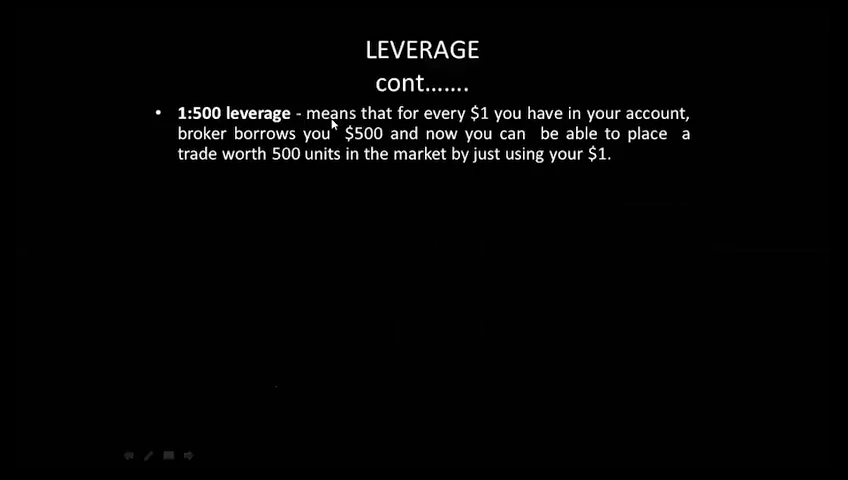 LEVERAGE
cont.......
• 1:500 leverage - means that for every $1 you have in your account,
broker borrows you $500 and now you can be able to place a
trade worth 500 units in the market by just using your $1.